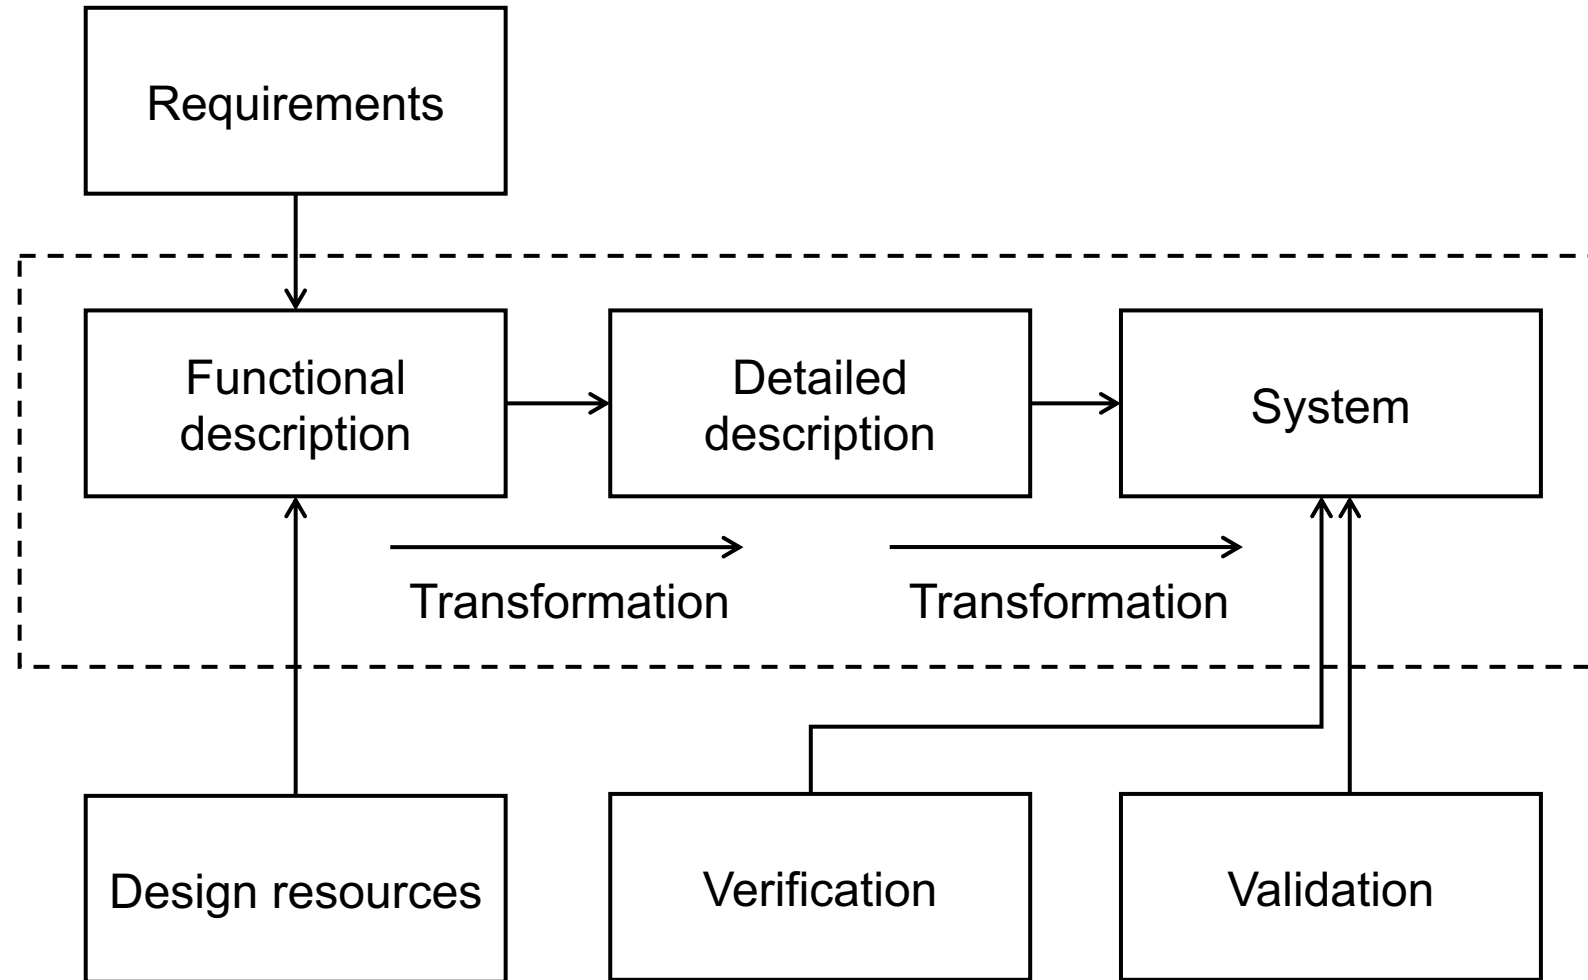 Requirements
Functional
description
Detailed
description
System
Transformation
Transformation
Design resources
Verification
Validation